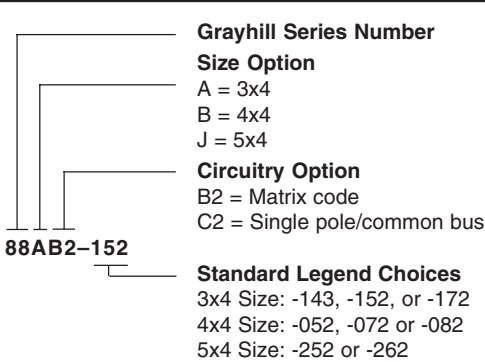 Grayhill Series Number
Size Option
A = 3x4
B = 4x4
J = 5x4
Circuitry Option
B2 = Matrix code
C2 = Single pole/common bus
88AB2–152
Standard Legend Choices
3x4 Size: -143, -152, or -172
4x4 Size: -052, -072 or -082
5x4 Size: -252 or -262